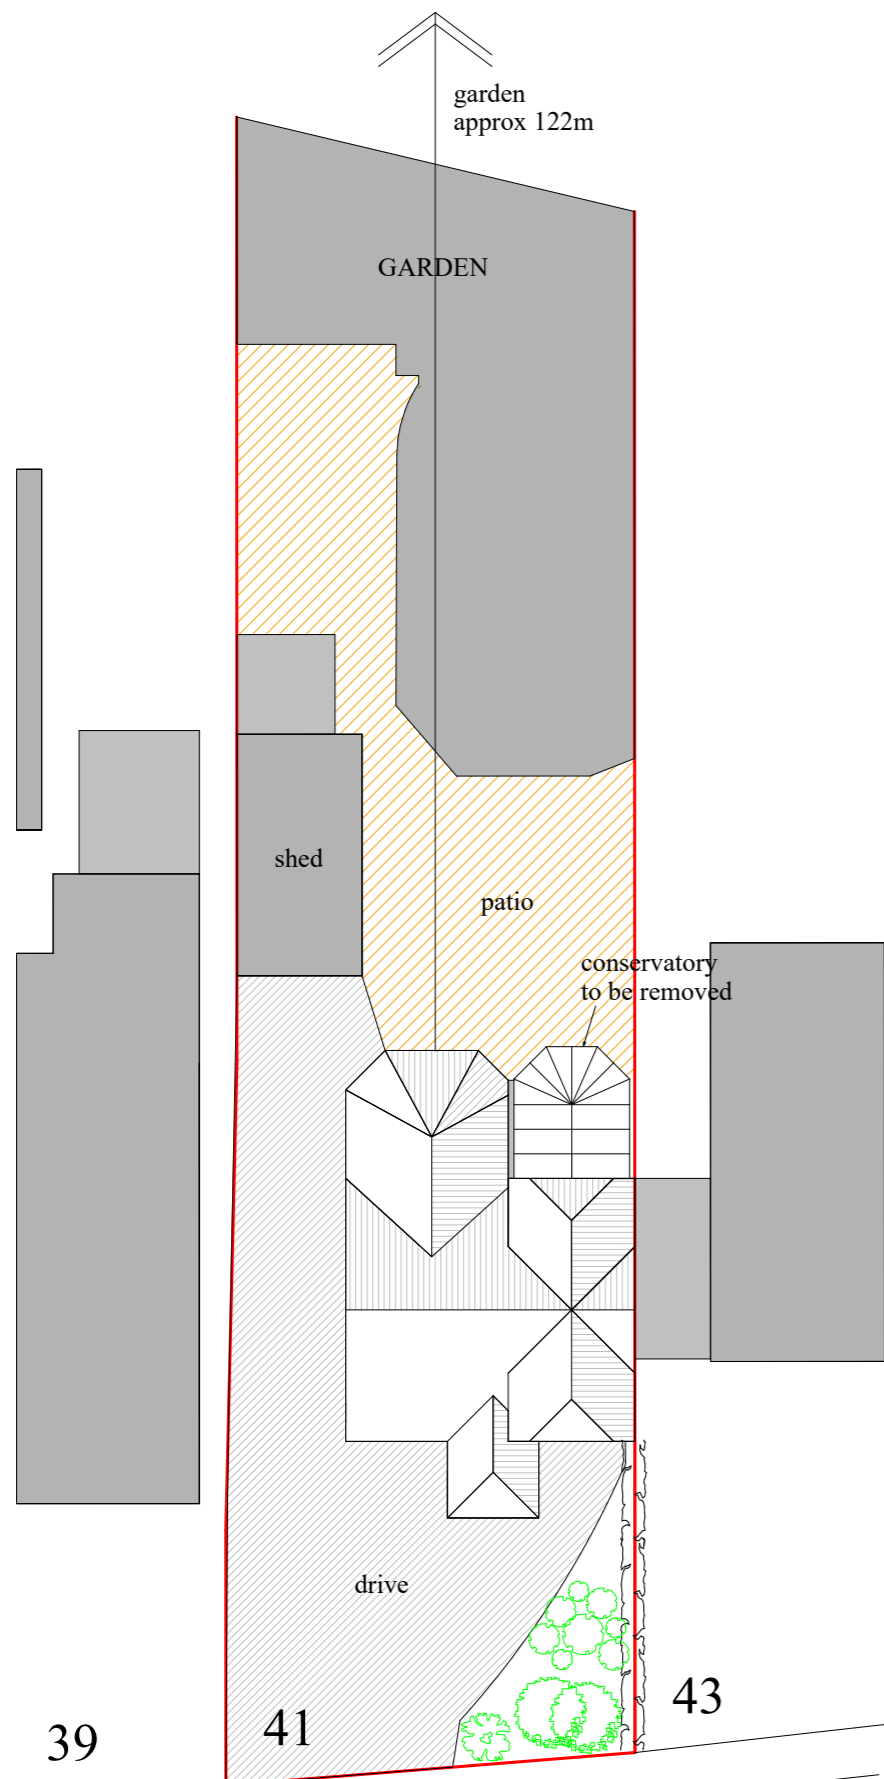 garden
approx 122m
GARDEN
shed
patio
conservatory
to be removed
drive
43
41
39